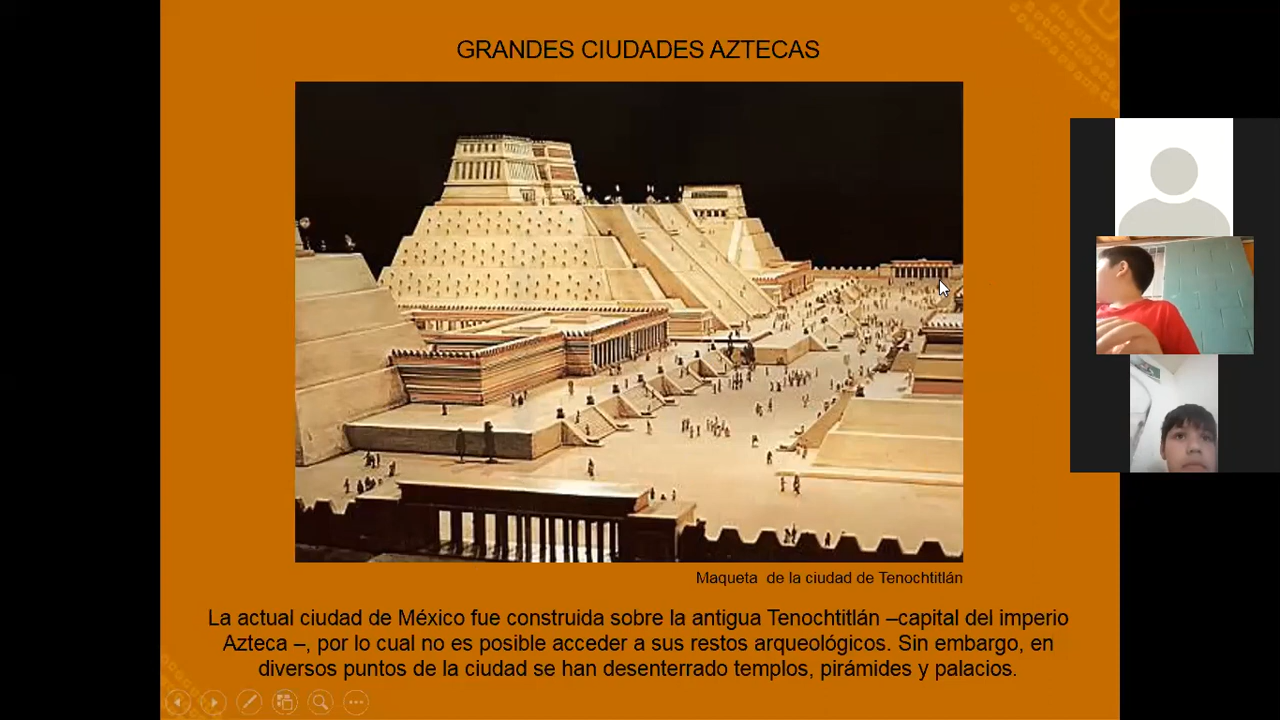 GRANDES CIUDADES AZTECAS
Maqueta de la ciudad de Tenochtitlán
La actual ciudad de México fue construida sobre la antigua Tenochtitlán –capital del imperio
Azteca –, por lo cual no es posible acceder a sus restos arqueológicos. Sin embargo, en
diversos puntos de la ciudad se han desenterrado templos, pirámides y palacios.